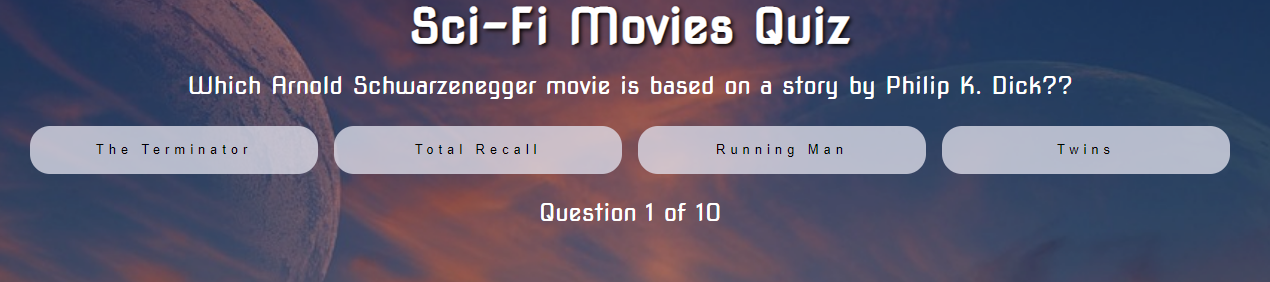 Sci-Fi Movies Quiz
Which Arnold Schwarzenegger movie is based on a story by Philip K. Dick??
The Terminator
Total Recall
Running Man
Twins
Question 1 of 10